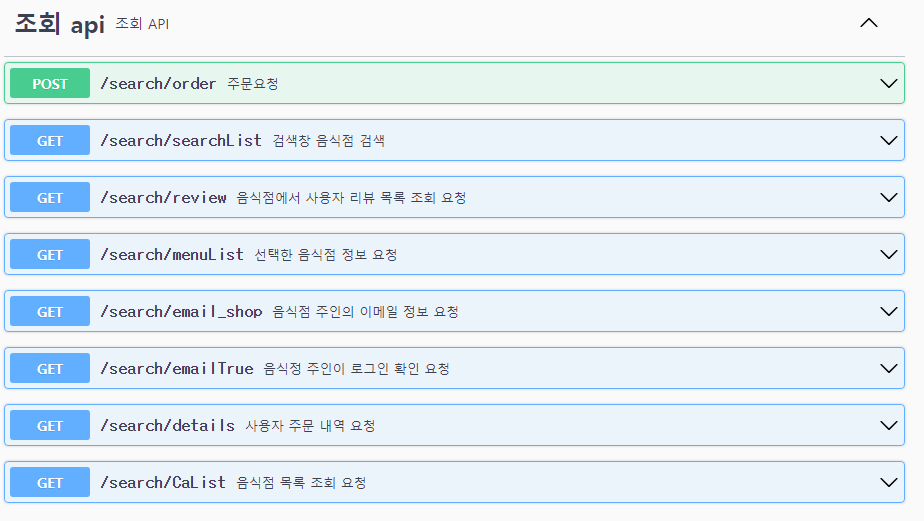 조회 api 조회 API
POST /search/order 주문요청
GET /search/searchList 검색창 음식점 검색
GET /search/review 음식점에서 사용자 리뷰 목록 조회 요청
GET /search/menuList 선택한 음식점 정보 요청
GET /search/email_shop 음식점 주인의 이메일 정보 요청
GET /search/emailTrue 음식정 주인이 로그인 확인 요청
GET /search/details 사용자 주문 내역 요청
GET /search/CaList 음식점 목록 조회 요청